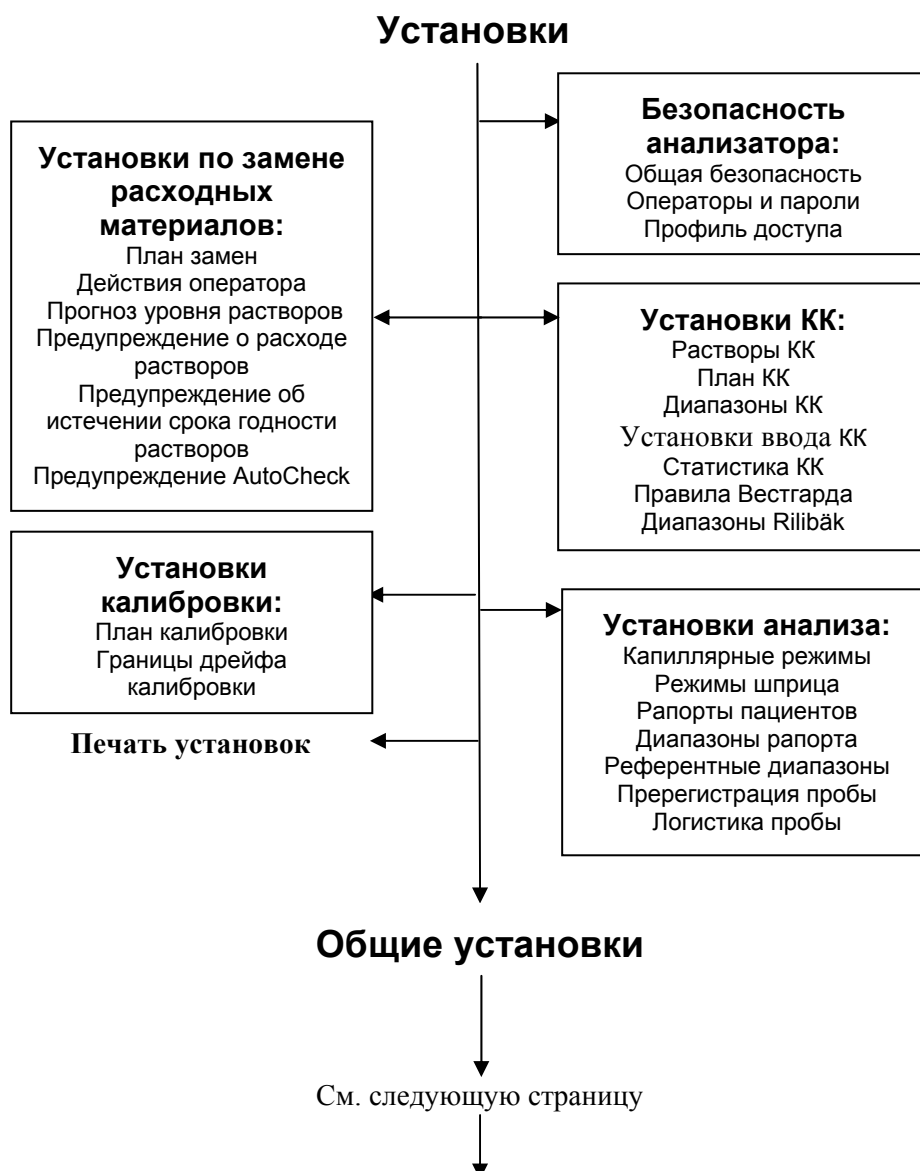 Установки
Безопасность
анализатора:
Общая безопасность
Операторы и пароли
Профиль доступа
Установки по замене
расходных
материалов:
План замен
Действия оператора
Прогноз уровня растворов
Предупреждение о расходе
растворов
Предупреждение об
истечении срока годности
растворов
Предупреждение AutoCheck
Установки КК:
Растворы КК
План КК
Диапазоны КК
Установки ввода КК
Статистика КК
Правила Вестгарда
Диапазоны Rilibäk
Установки
калибровки:
План калибровки
Границы дрейфа
калибровки
Установки анализа:
Капиллярные режимы
Режимы шприца
Рапорты пациентов
Диапазоны рапорта
Референтные диапазоны
Пререгистрация пробы
Логистика пробы
Печать установок
Общие установки
См. следующую страницу